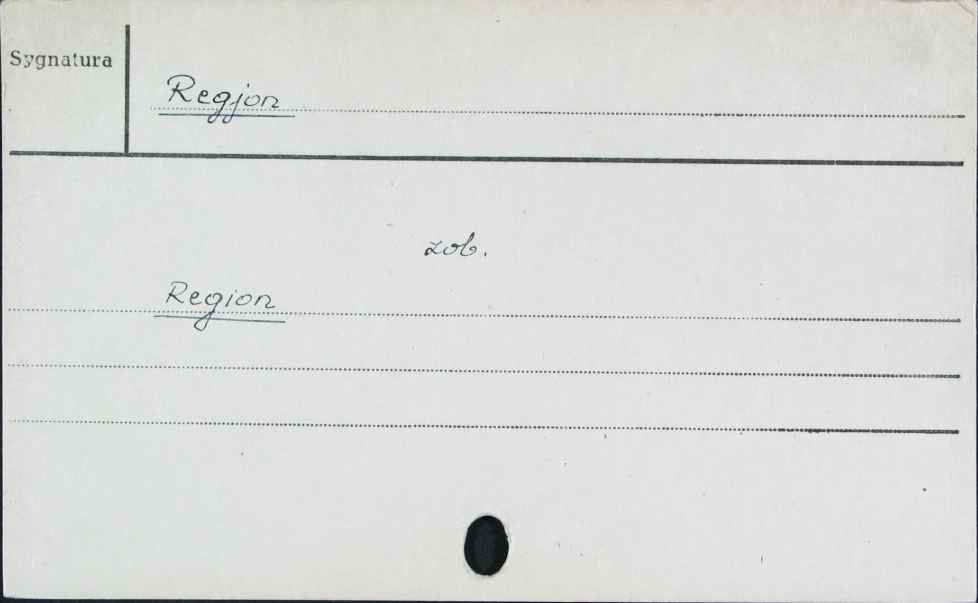 Sygnatura
Regjon
zob.
Region